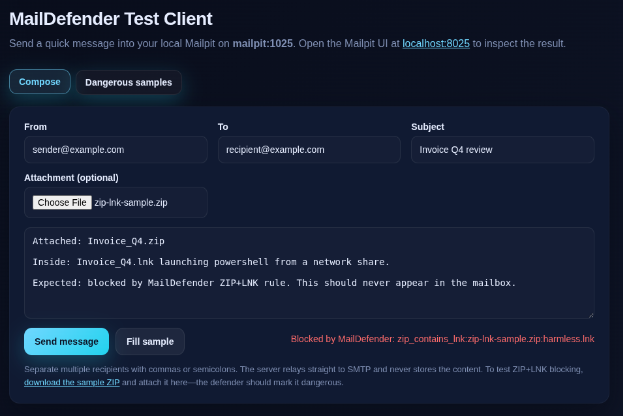 MailDefender Test Client
Send a quick message into your local Mailpit on mailpit:1025. Open the Mailpit UI at localhost:8025 to inspect the result.
Compose Dangerous samples
From To Subject
sender@example.com recipient@example.com Invoice Q4 review
Attachment (optional)
Choose File zip-lnk-sample.zip
Attached: Invoice_Q4.zip
Inside: Invoice_Q4.lnk launching powershell from a network share.
Expected: blocked by MailDefender ZIP+LNK rule. This should never appear in the mailbox.
Send message Fill sample Blocked by MailDefender: zip_contains_lnk:zip-lnk-sample.zip:harmless.lnk
Separate multiple recipients with commas or semicolons. The server relays straight to SMTP and never stores the content. To test ZIP+LNK blocking,
download the sample ZIP and attach it here—the defender should mark it dangerous.